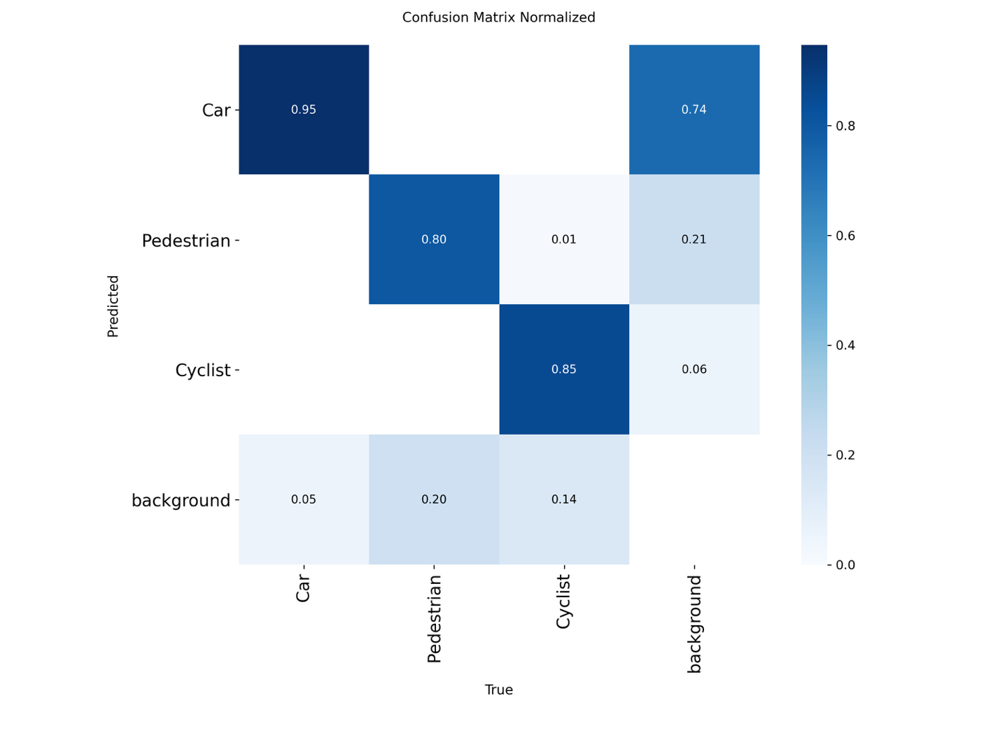 Confusion Matrix Normalized
Car
0.95
0.74
Pedestrian
0.80
0.01
0.21
Cyclist
0.85
0.06
background
0.05
0.20
0.14
Predicted
Car
Pedestrian
Cyclist
background
True
0.8
0.6
0.4
0.2
0.0